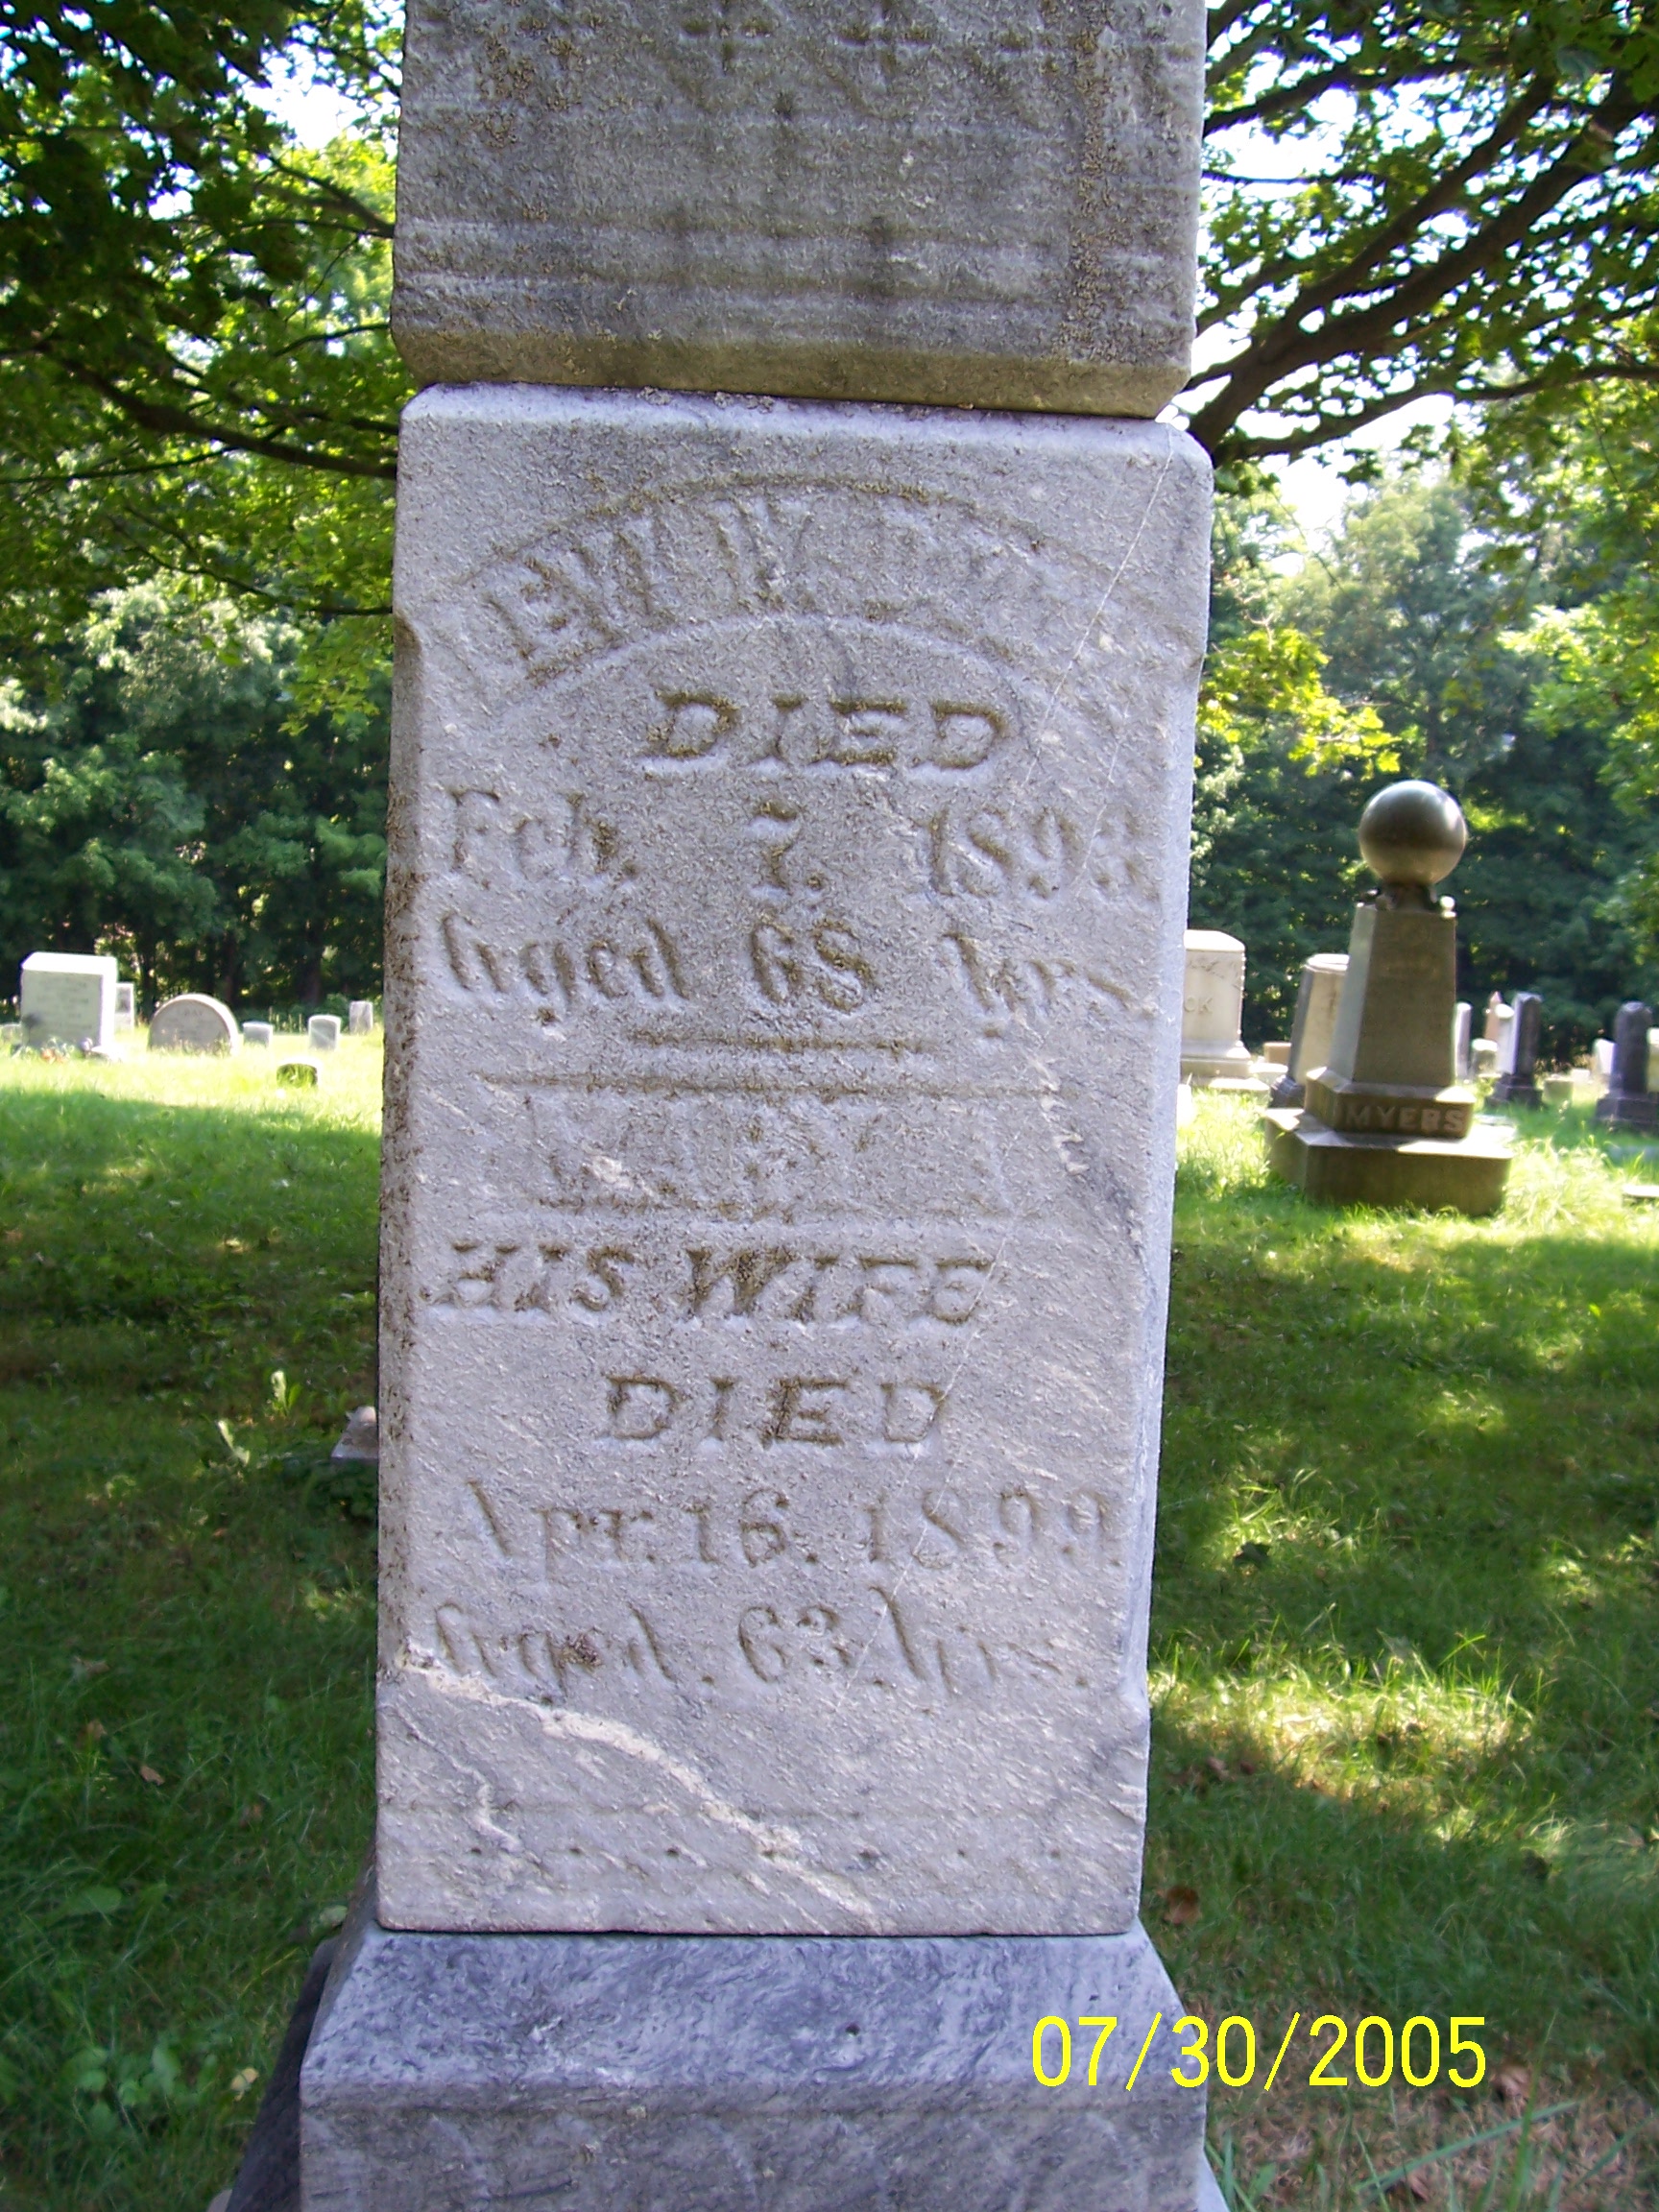 DIED
Feb. 7. 1893
Aged 68 Yrs.
HIS WIFE
DIED
Apr. 16. 1899.
Aged. 63 Yrs.
MYERS
07/30/2005